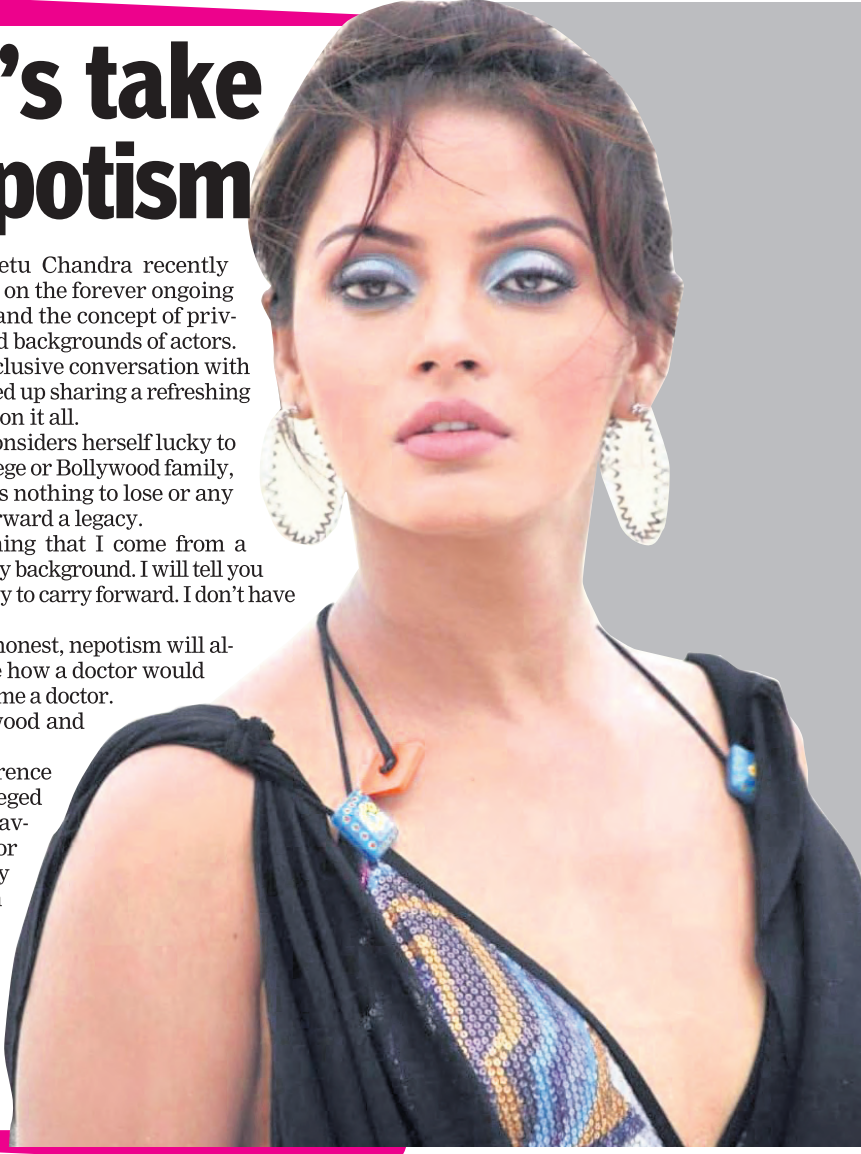 ’s take
potism
etu Chandra recently
on the forever ongoing
and the concept of priv-
d backgrounds of actors.
clusive conversation with
ed up sharing a refreshing
on it all.
onsiders herself lucky to
ege or Bollywood family,
s nothing to lose or any
rward a legacy.
ning that I come from a
y background. I will tell you
y to carry forward. I don’t have
honest, nepotism will al-
e how a doctor would
me a doctor.
wood and
rence
eged
av-
or
y